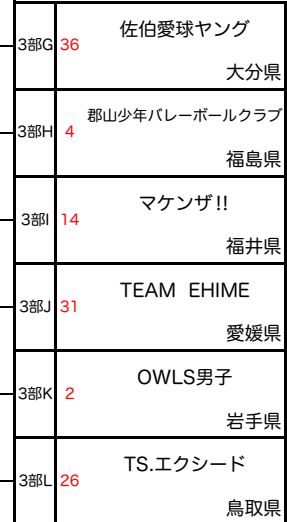 佐伯愛球ヤング
3部G 36
大分県
郡山少年バレーボールクラブ
3部H 4
福島県
マケンザ!!
3部I 14
福井県
TEAM EHIME
3部J 31
愛媛県
OWLS男子
3部K 2
岩手県
TS.エクシード
3部L 26
鳥取県